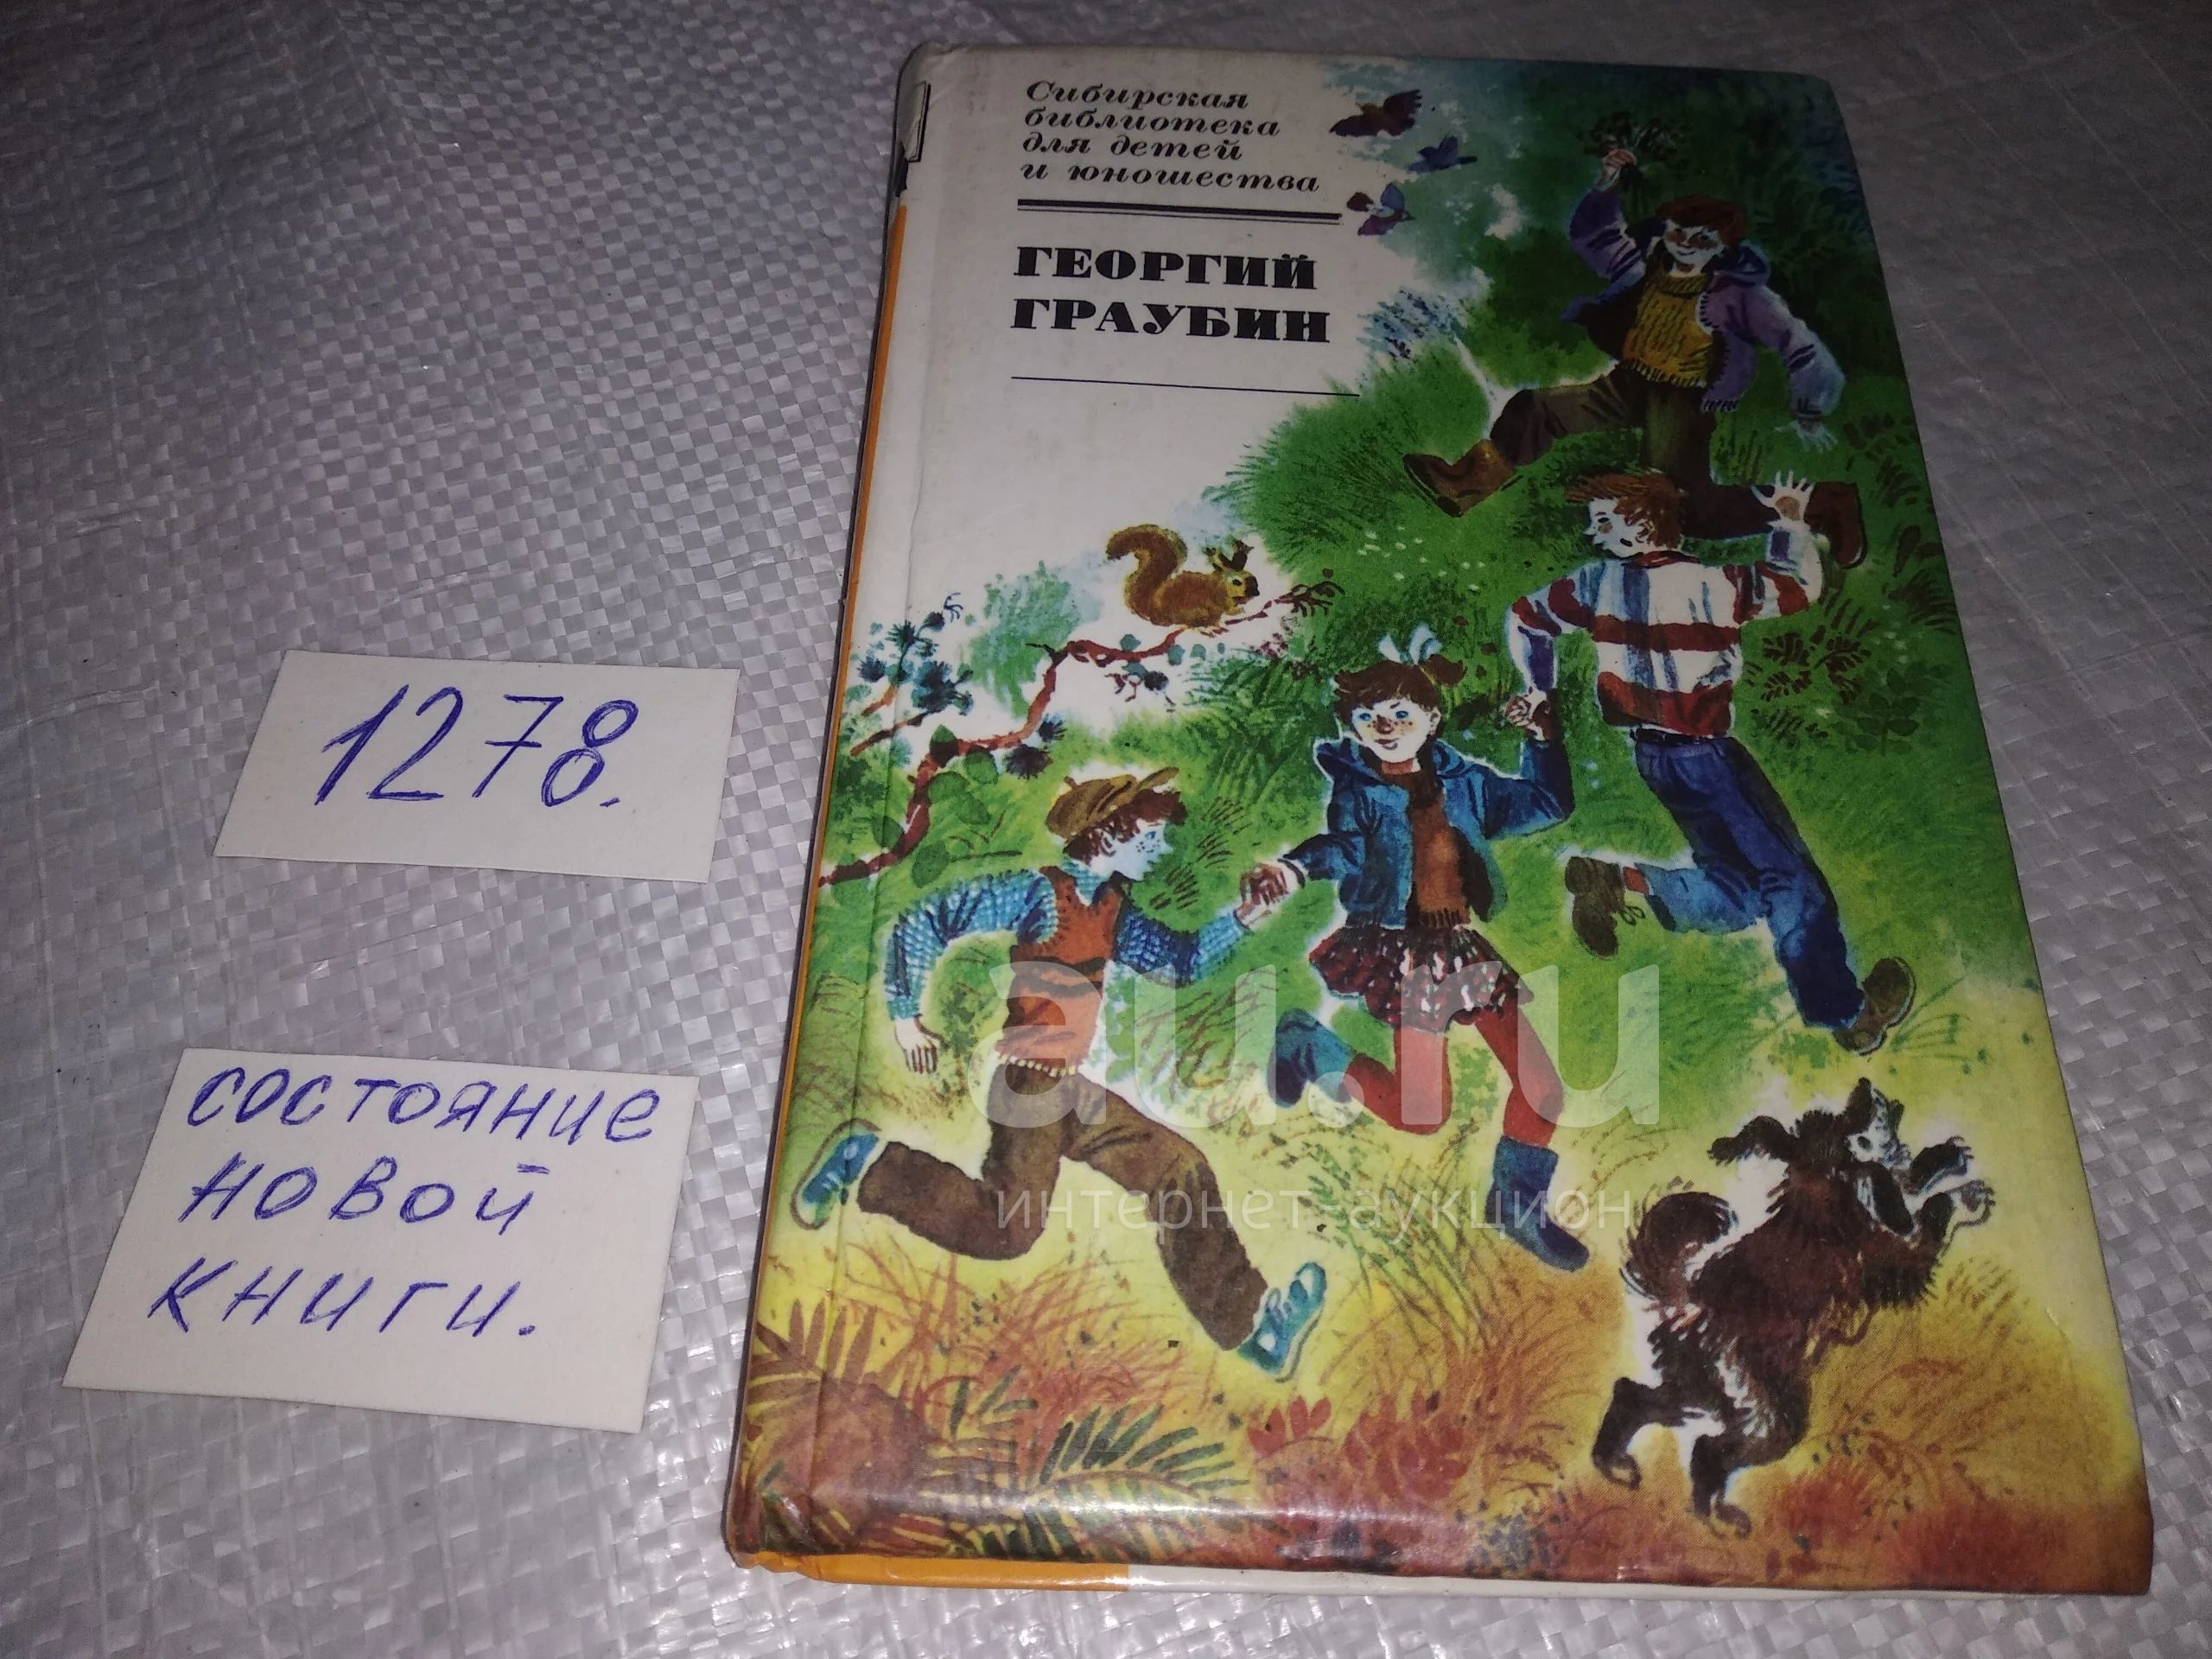 Сибирская
библиотека
для детей
и юношества
ГЕОРГИЙ
ГРАУБИН
1278.
состояние
новой
книги.
au.ru
интернет-аукцион